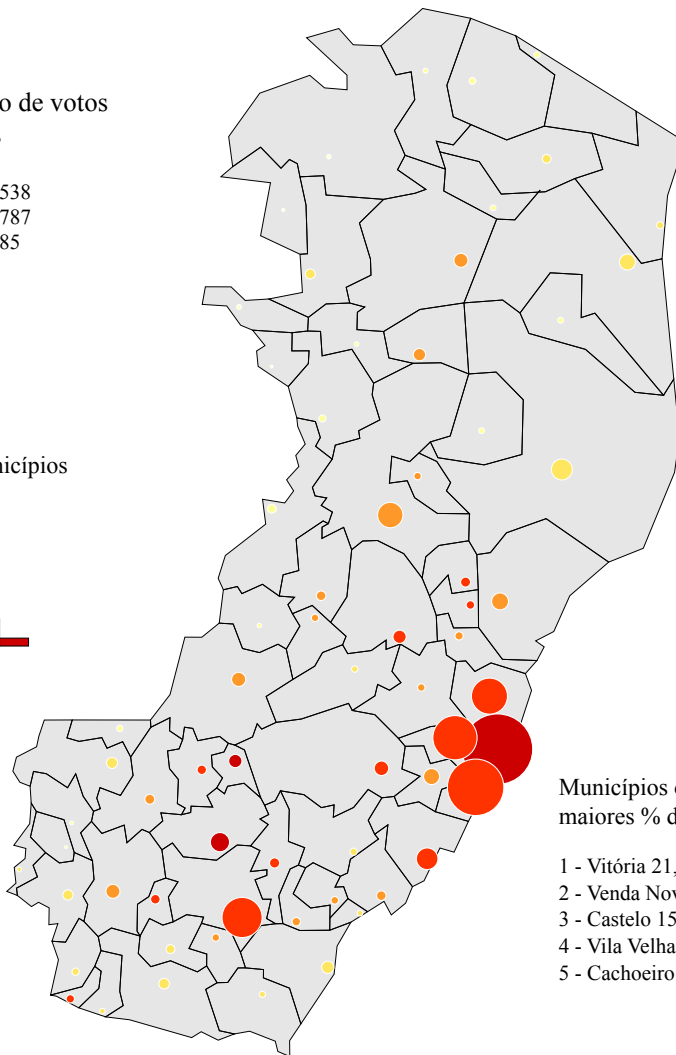 o de votos
538
787
85
nicípios
Municípios
maiores % d
1 - Vitória 21,
2 - Venda Nov
3 - Castelo 15
4 - Vila Velha
5 - Cachoeiro